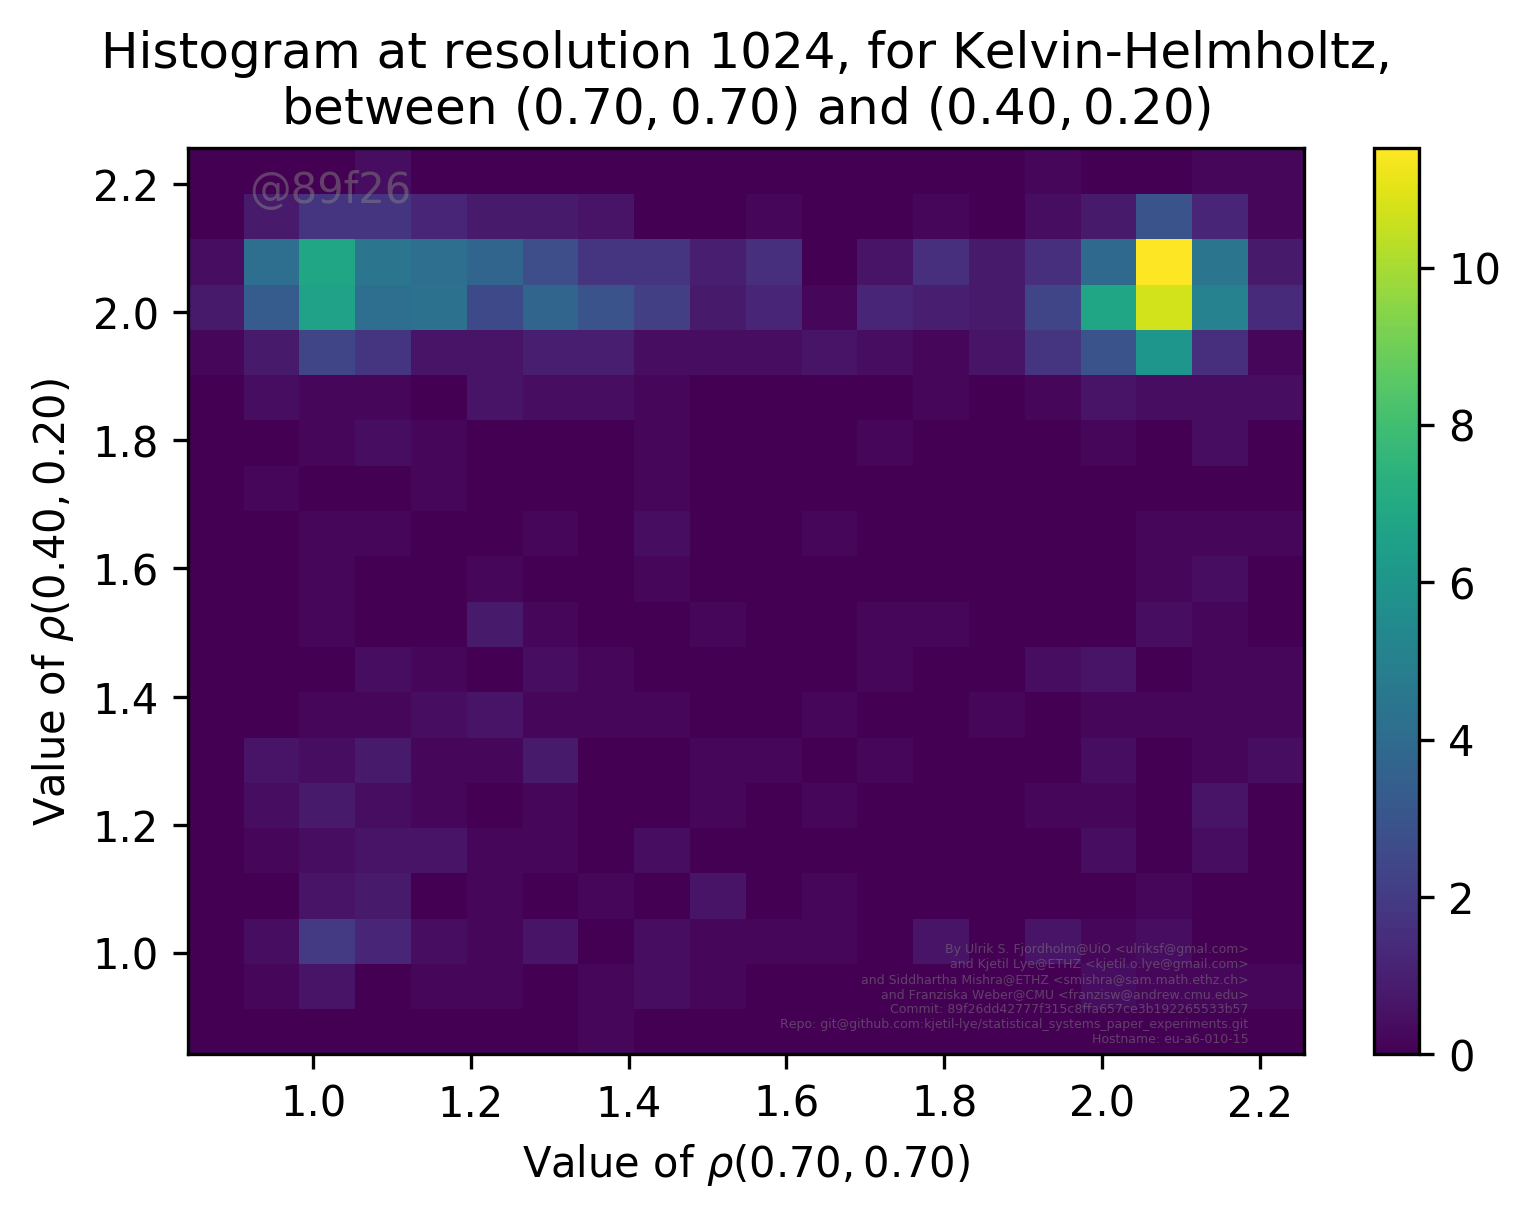 Histogram at resolution 1024, for Kelvin-Helmholtz,
between (0.70, 0.70) and (0.40, 0.20)
@89f26
2.2
2.0
1.8
1.6
1.4
1.2
1.0
Value of ρ(0.40, 0.20)
By Ulrik S. Fjordholm@UiO <ulriksf@gmal.com>
and Kjetil Lye@ETHZ <kjetil.o.lye@gmail.com>
and Siddhartha Mishra@ETHZ <smishra@sam.math.ethz.ch>
and Franziska Weber@CMU <franzisw@andrew.cmu.edu>
Commit: 89f26dd42777f315c8ffa657ce3b192265533b57
Repo: git@github.com:kjetil-lye/statistical_systems_paper_experiments.git
Hostname: eu-a6-010-15
1.0 1.2 1.4 1.6 1.8 2.0 2.2
Value of ρ(0.70, 0.70)
10
8
6
4
2
0